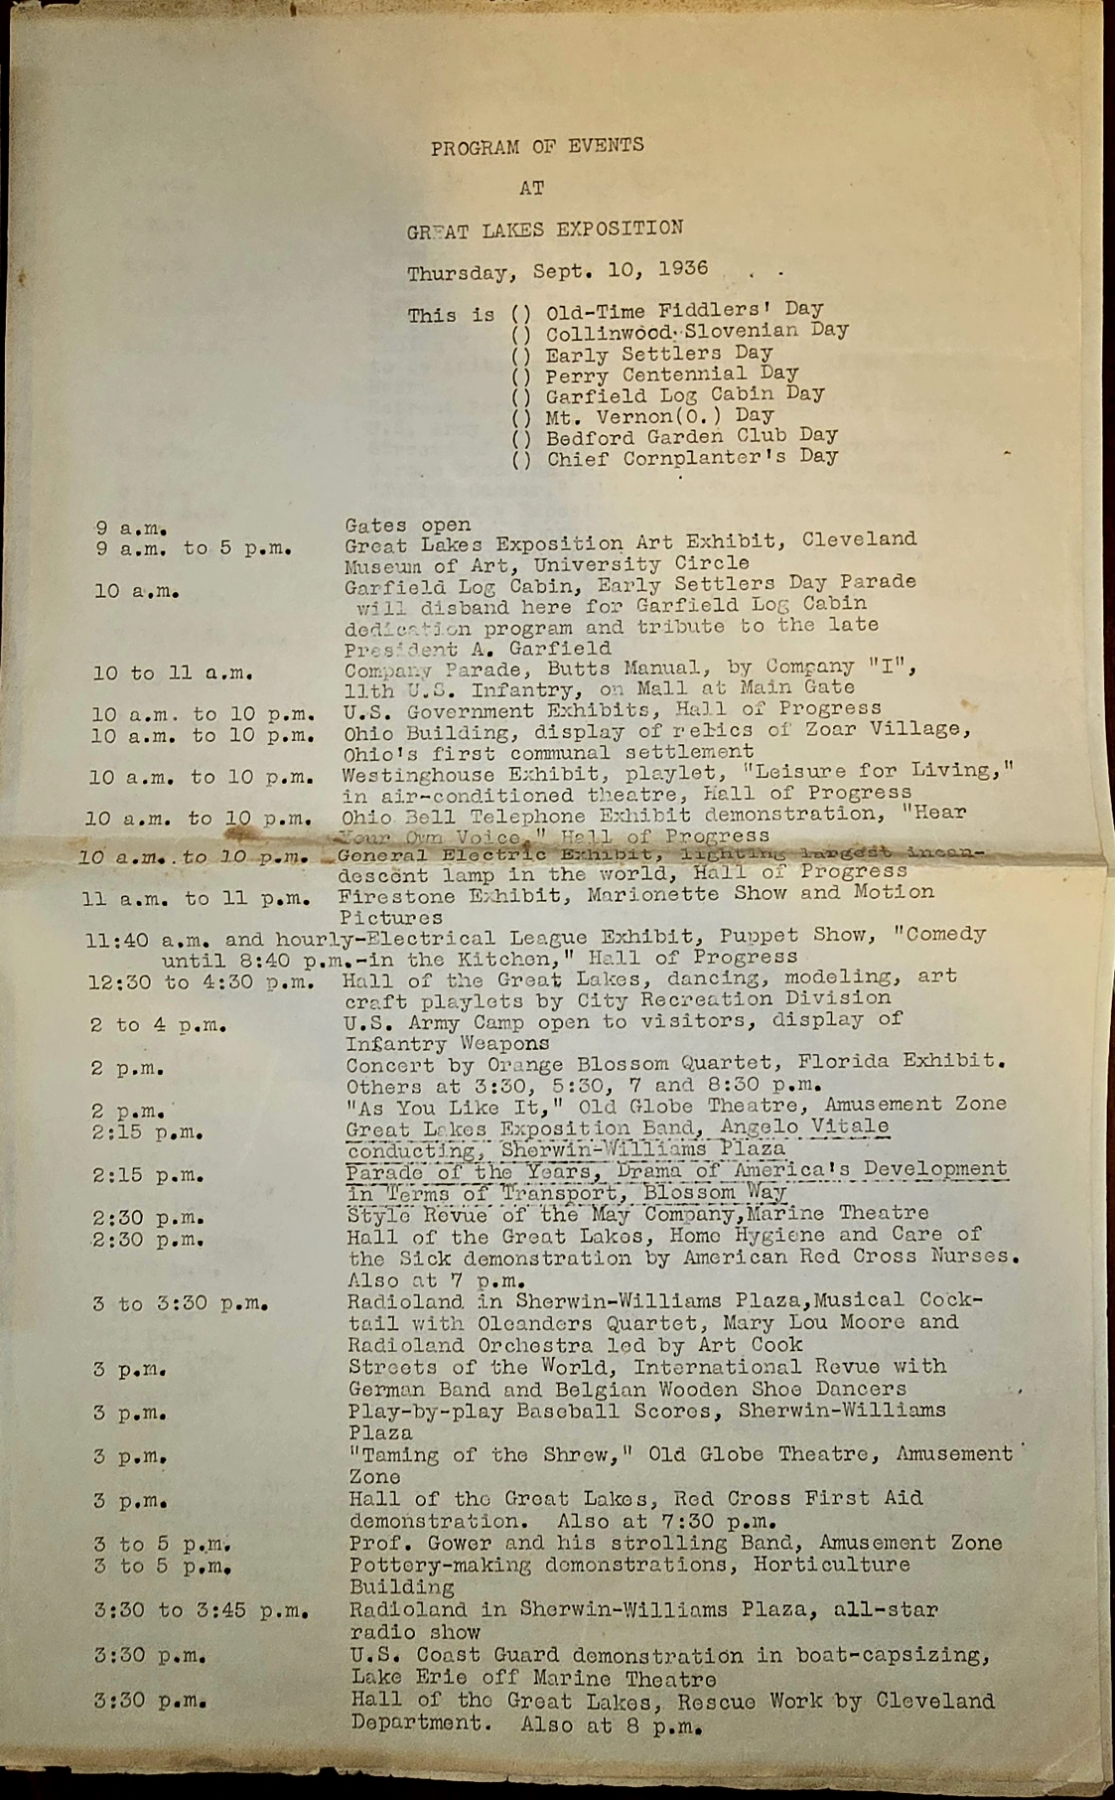 PROGRAM OF EVENTS
AT
GREAT LAKES EXPOSITION
Thursday, Sept. 10, 1936
This is () Old-Time Fiddlers' Day
() Collinwood Slovenian Day
() Early Settlers Day
() Perry Centennial Day
() Garfield Log Cabin Day
() Mt. Vernon(O.) Day
() Bedford Garden Club Day
() Chief Cornplanter's Day
9 a.m. Gates open
9 a.m. to 5 p.m. Great Lakes Exposition Art Exhibit, Cleveland
Museum of Art, University Circle
10 a.m. Garfield Log Cabin, Early Settlers Day Parade
will disband here for Garfield Log Cabin
dedication program and tribute to the late
President A. Garfield
10 to 11 a.m. Company Parade, Butts Manual, by Company "I",
11th U.S. Infantry, on Mall at Main Gate
10 a.m. to 10 p.m. U.S. Government Exhibits, Hall of Progress
10 a.m. to 10 p.m. Ohio Building, display of relics of Zoar Village,
Ohio's first communal settlement
10 a.m. to 10 p.m. Westinghouse Exhibit, playlet, "Leisure for Living,"
in air-conditioned theatre, Hall of Progress
10 a.m. to 10 p.m. Ohio Bell Telephone Exhibit demonstration, "Hear
Your Own Voice," Hall of Progress
10 a.m. to 10 p.m. General Electric Exhibit, lighting largest incan-
descent lamp in the world, Hall of Progress
11 a.m. to 11 p.m. Firestone Exhibit, Marionette Show and Motion
Pictures
11:40 a.m. and hourly-Electrical League Exhibit, Puppet Show, "Comedy
until 8:40 p.m.-in the Kitchen," Hall of Progress
12:30 to 4:30 p.m. Hall of the Great Lakes, dancing, modeling, art
craft playlets by City Recreation Division
2 to 4 p.m. U.S. Army Camp open to visitors, display of
Infantry Weapons
2 p.m. Concert by Orange Blossom Quartet, Florida Exhibit.
Others at 3:30, 5:30, 7 and 8:30 p.m.
2 p.m. "As You Like It," Old Globe Theatre, Amusement Zone
2:15 p.m. Great Lakes Exposition Band, Angelo Vitale
conducting, Sherwin-Williams Plaza
2:15 p.m. Parade of the Years, Drama of America's Development
in Terms of Transport, Blossom Way
2:30 p.m. Style Revue of the May Company,Marine Theatre
2:30 p.m. Hall of the Great Lakes, Home Hygiene and Care of
the Sick demonstration by American Red Cross Nurses.
Also at 7 p.m.
3 to 3:30 p.m. Radioland in Sherwin-Williams Plaza,Musical Cock-
tail with Oleanders Quartet, Mary Lou Moore and
Radioland Orchestra led by Art Cook
3 p.m. Streets of the World, International Revue with
German Band and Belgian Wooden Shoe Dancers
3 p.m. Play-by-play Baseball Scores, Sherwin-Williams
Plaza
3 p.m. "Taming of the Shrew," Old Globe Theatre, Amusement
Zone
3 p.m. Hall of the Great Lakes, Red Cross First Aid
demonstration. Also at 7:30 p.m.
3 to 5 p.m. Prof. Gower and his strolling Band, Amusement Zone
3 to 5 p.m. Pottery-making demonstrations, Horticulture
Building
3:30 to 3:45 p.m. Radioland in Sherwin-Williams Plaza, all-star
radio show
3:30 p.m. U.S. Coast Guard demonstration in boat-capsizing,
Lake Erie off Marine Theatre
3:30 p.m. Hall of the Great Lakes, Rescue Work by Cleveland
Department. Also at 8 p.m.